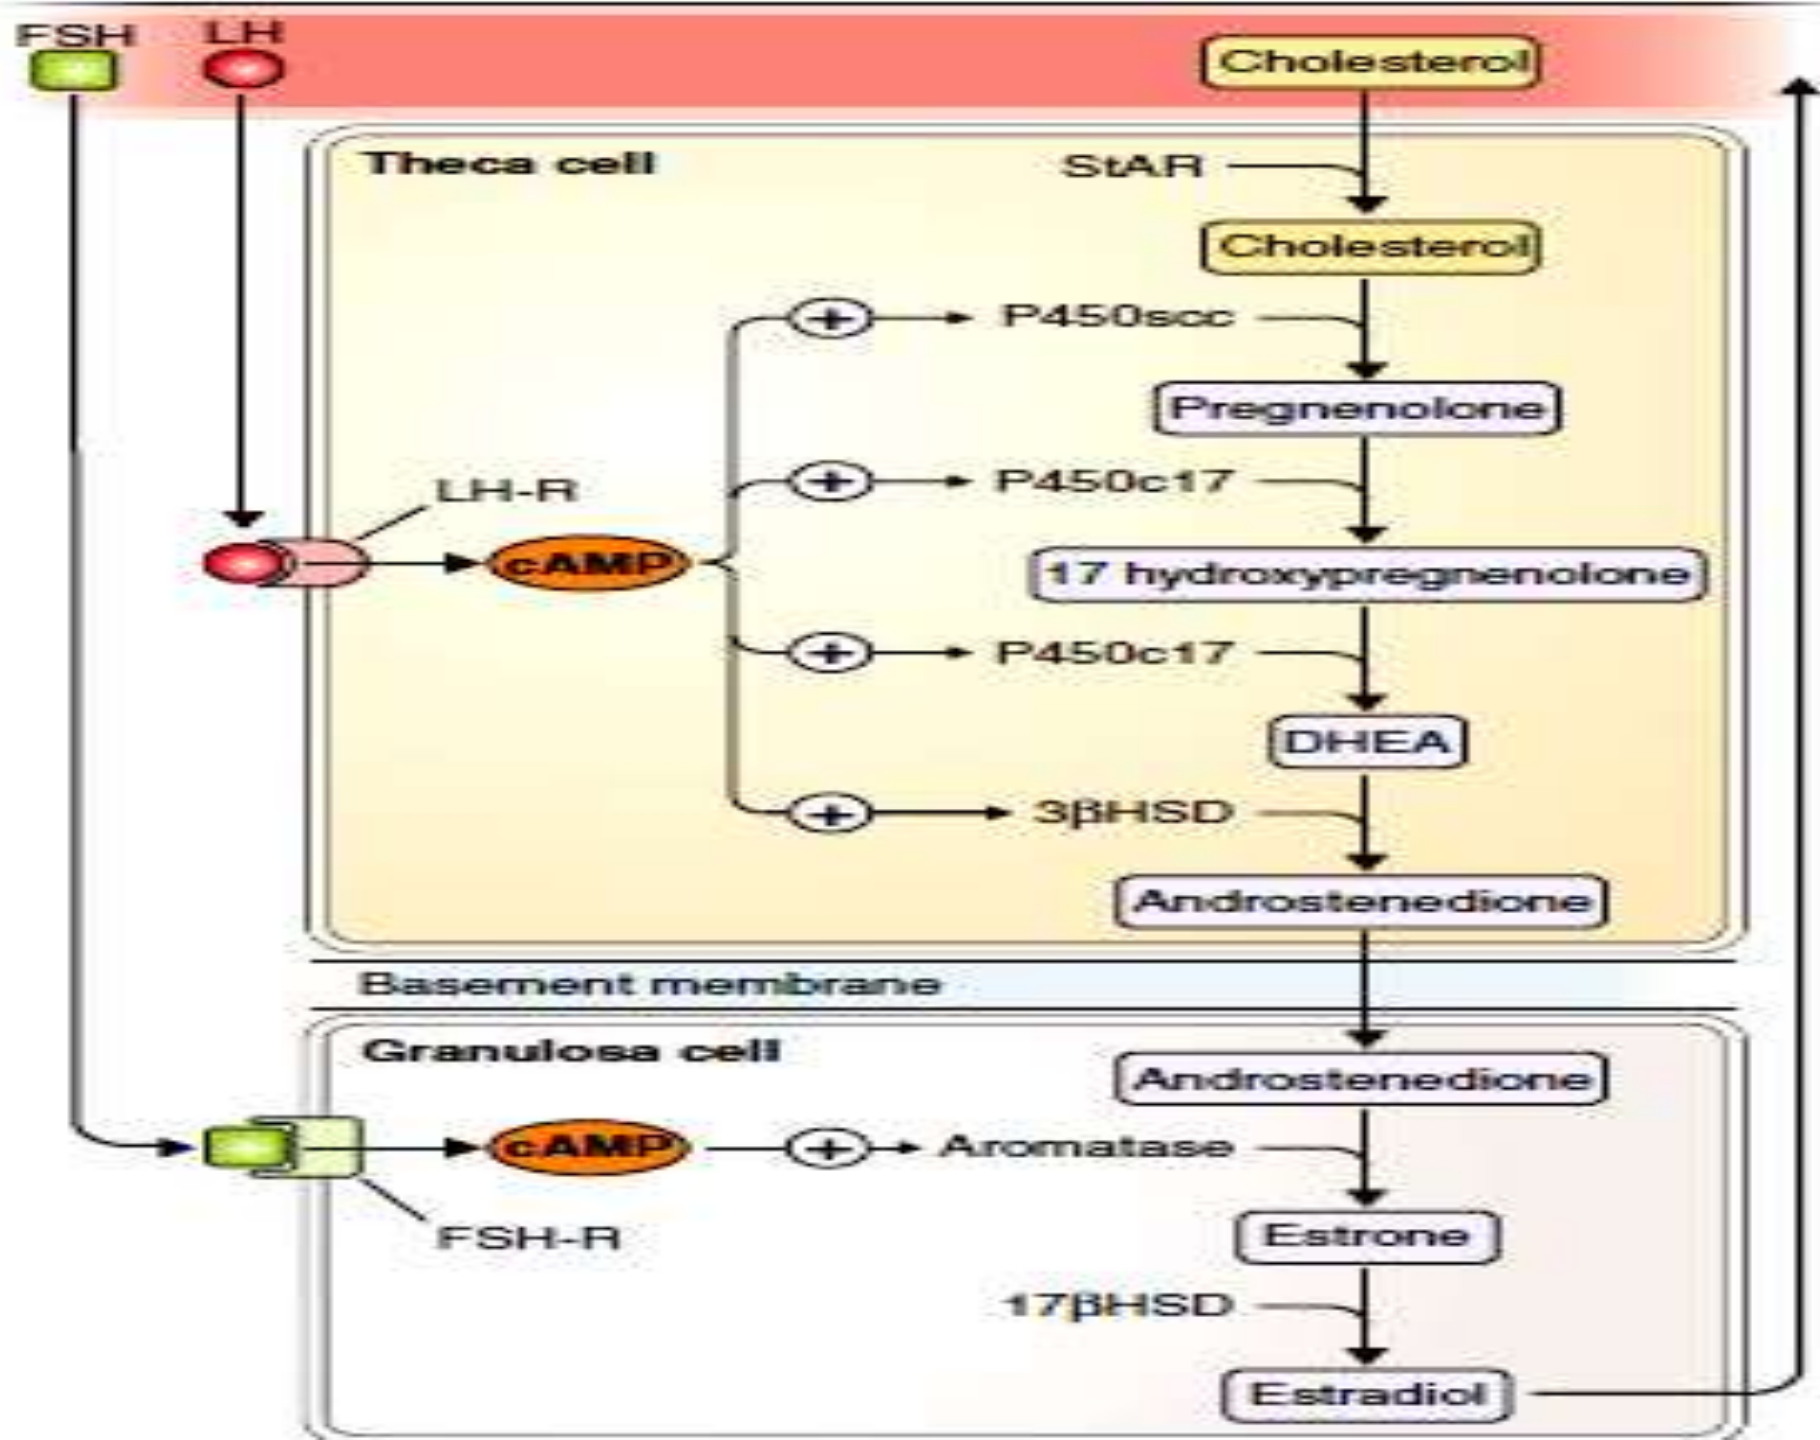 FSH LH
Cholesterol
Theca cell
StAR
Cholesterol
+ P450scc
Pregnenolone
LH-R
+ P450c17
cAMP
17 hydroxypregnenolone
+ P450c17
DHEA
+ 3βHSD
Androstenedione
Basement membrane
Granulosa cell
Androstenedione
cAMP + Aromatase
FSH-R
Estrone
17βHSD
Estradiol